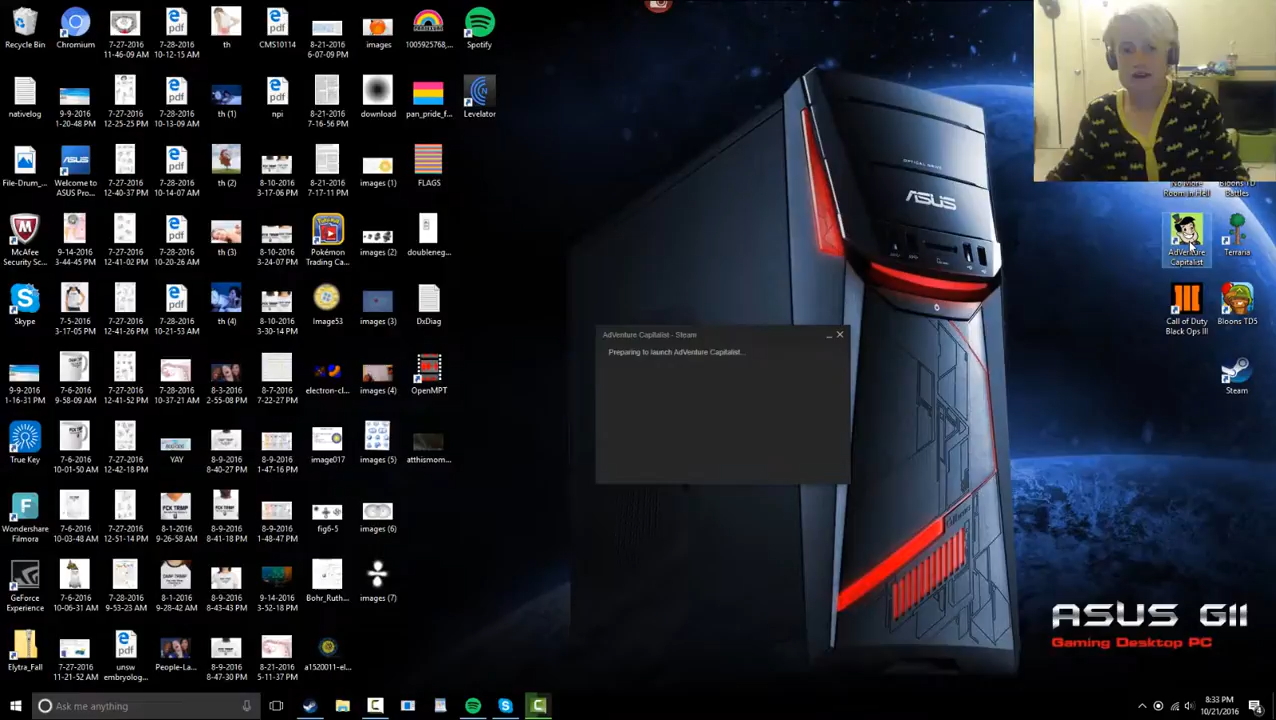 Recycle Bin
Chromium
7-27-2016
11-46-09 AM
7-28-2016
10-12-15 AM
th
CMS10114
8-21-2016
6-07-09 PM
images
1005925768,...
Spotify
nativelog
9-9-2016
1-20-48 PM
7-27-2016
12-25-25 PM
7-28-2016
10-13-09 AM
th (1)
npi
8-21-2016
7-16-56 PM
download
pan_pride_f...
Levelator
File-Drum_...
Welcome to
ASUS Pro...
7-27-2016
12-40-37 PM
7-28-2016
10-14-07 AM
th (2)
8-10-2016
3-17-06 PM
8-21-2016
7-17-11 PM
images (1)
FLAGS
McAfee
Security Sc...
9-14-2016
3-44-45 PM
7-27-2016
12-41-02 PM
7-28-2016
10-20-26 AM
th (3)
8-10-2016
3-24-07 PM
Pokémon
Trading Ca...
images (2)
doubleneg...
Skype
7-5-2016
3-17-05 PM
7-27-2016
12-41-26 PM
7-28-2016
10-21-53 AM
th (4)
8-10-2016
3-30-14 PM
Image53
images (3)
DxDiag
9-9-2016
1-16-31 PM
7-6-2016
9-58-09 AM
7-27-2016
12-41-52 PM
7-28-2016
10-37-21 AM
8-3-2016
2-55-08 PM
8-7-2016
7-22-27 PM
electron-cl...
images (4)
OpenMPT
True Key
7-6-2016
10-01-50 AM
7-27-2016
12-42-18 PM
YAY
8-9-2016
8-40-27 PM
8-9-2016
1-47-16 PM
image017
images (5)
atthismom...
Wondershare
Filmora
7-6-2016
10-03-48 AM
7-27-2016
12-51-14 PM
8-1-2016
9-26-58 AM
8-9-2016
8-41-18 PM
8-9-2016
1-48-47 PM
fig6-5
images (6)
GeForce
Experience
7-6-2016
10-06-31 AM
7-28-2016
9-53-23 AM
8-1-2016
9-28-42 AM
8-9-2016
8-43-43 PM
9-14-2016
3-52-18 PM
Bohr_Ruth...
images (7)
Elytra_Fall
7-27-2016
11-21-52 AM
unsw
embryolog...
People-La...
8-9-2016
8-47-30 PM
8-21-2016
5-11-37 PM
a1520011-el...
AdVenture Capitalist - Steam
Preparing to launch AdVenture Capitalist...
OPTICAL DRIVE
ASUS
No More
Room in Hell
Bloons TD
Battles
AdVenture
Capitalist
Terraria
Call of Duty
Black Ops III
Bloons TD5
Steam
ASUS G11
Gaming Desktop PC
Ask me anything
8:33 PM
10/21/2016